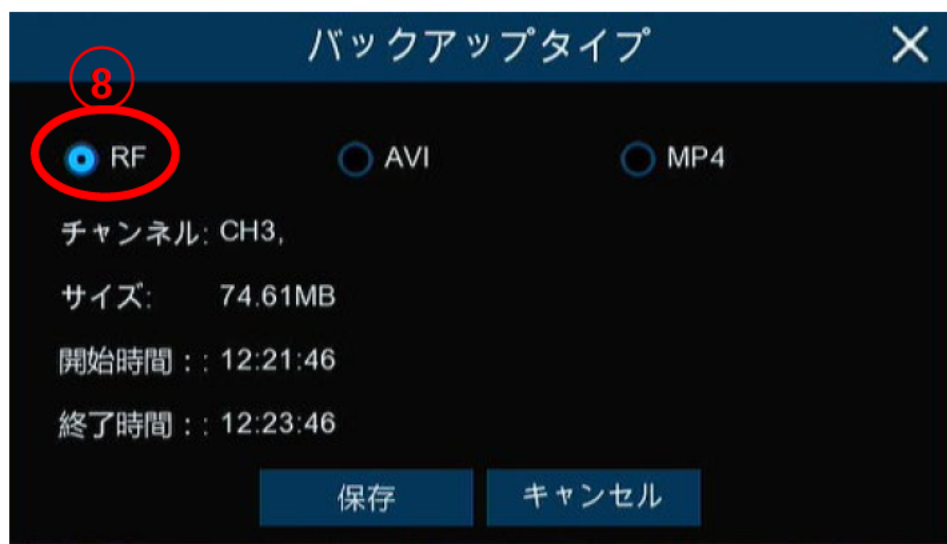 バックアップタイプ
⑧
RF AVI MP4
チャンネル: CH3,
サイズ: 74.61MB
開始時間：: 12:21:46
終了時間：: 12:23:46
保存 キャンセル